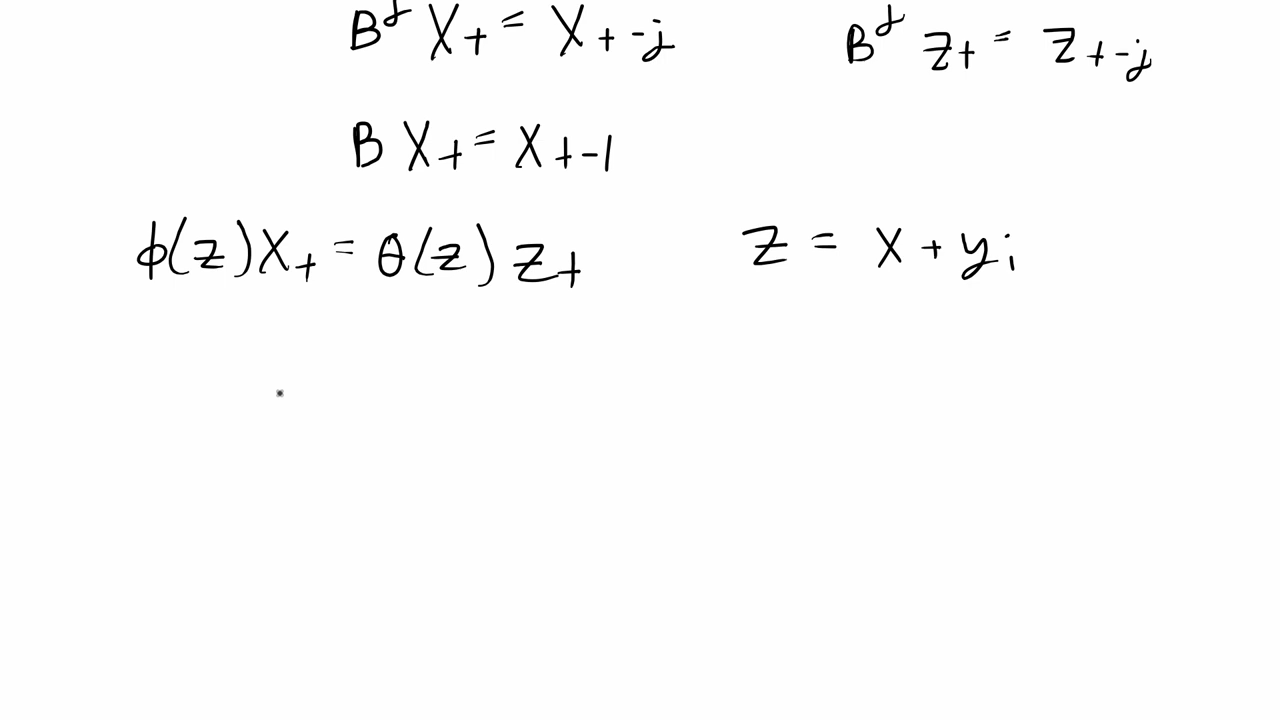 B^j X_t = X_{t-j} B^j Z_t = Z_{t-j}
B X_t = X_{t-1}
ϕ(z)X_t = θ(z) Z_t z = x + yi